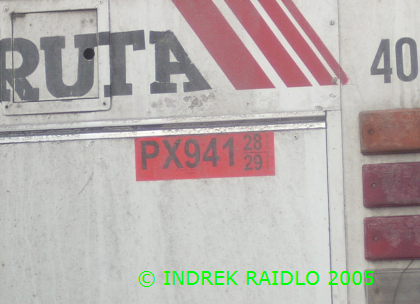 RUTA
40
PX941 28/29
© INDREK RAIDLO 2005